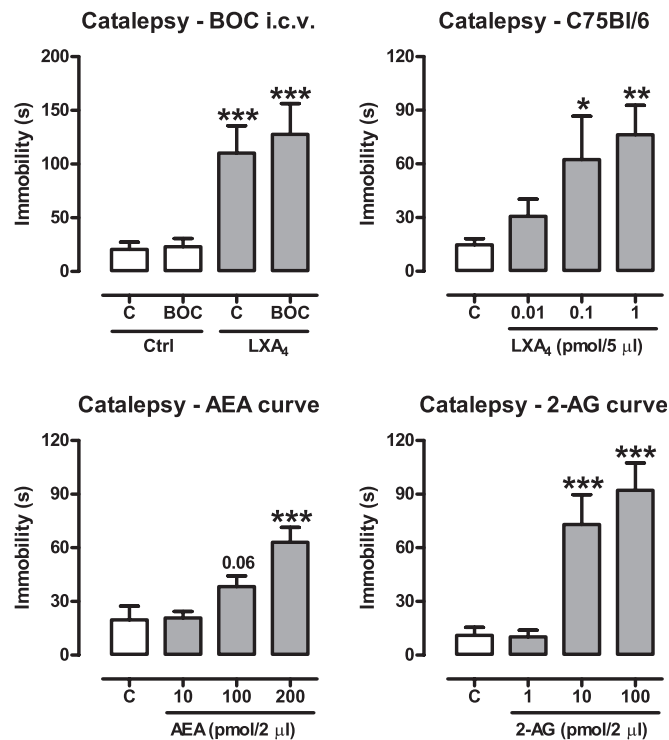 Catalepsy - BOC i.c.v.
Immobility (s)
200
150
100
50
0
***
***
C BOC C BOC
Ctrl LXA4
Catalepsy - C75Bl/6
Immobility (s)
120
90
60
30
0
*
**
C 0.01 0.1 1
LXA4 (pmol/5 μl)
Catalepsy - AEA curve
Immobility (s)
120
90
60
30
0
0.06
***
C 10 100 200
AEA (pmol/2 μl)
Catalepsy - 2-AG curve
Immobility (s)
120
90
60
30
0
***
***
C 1 10 100
2-AG (pmol/2 μl)